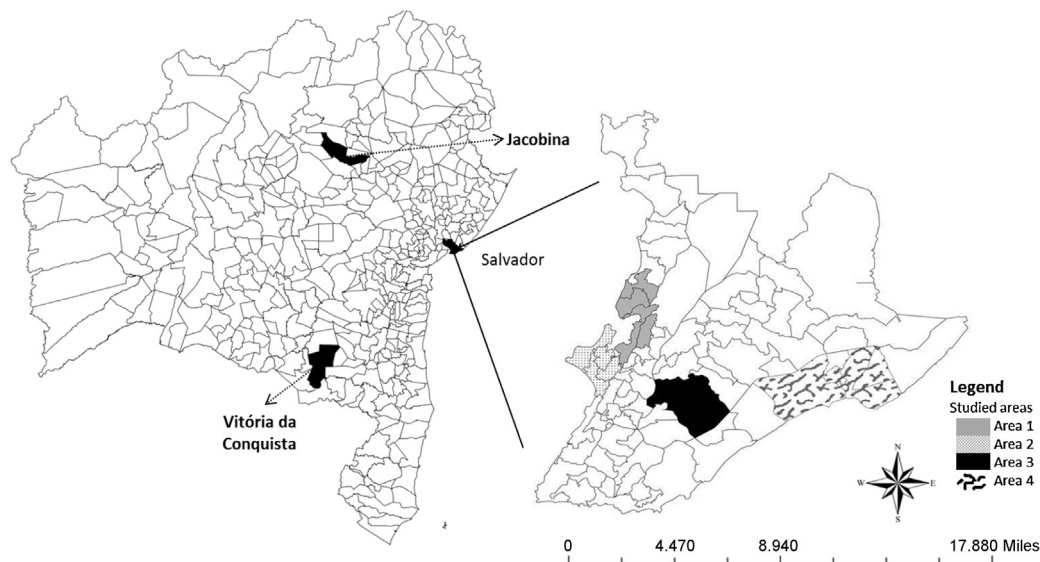 Jacobina
Salvador
Vitória da
Conquista
Legend
Studied areas
Area 1
Area 2
Area 3
Area 4
N
W
E
S
0
4.470
8.940
17.880 Miles